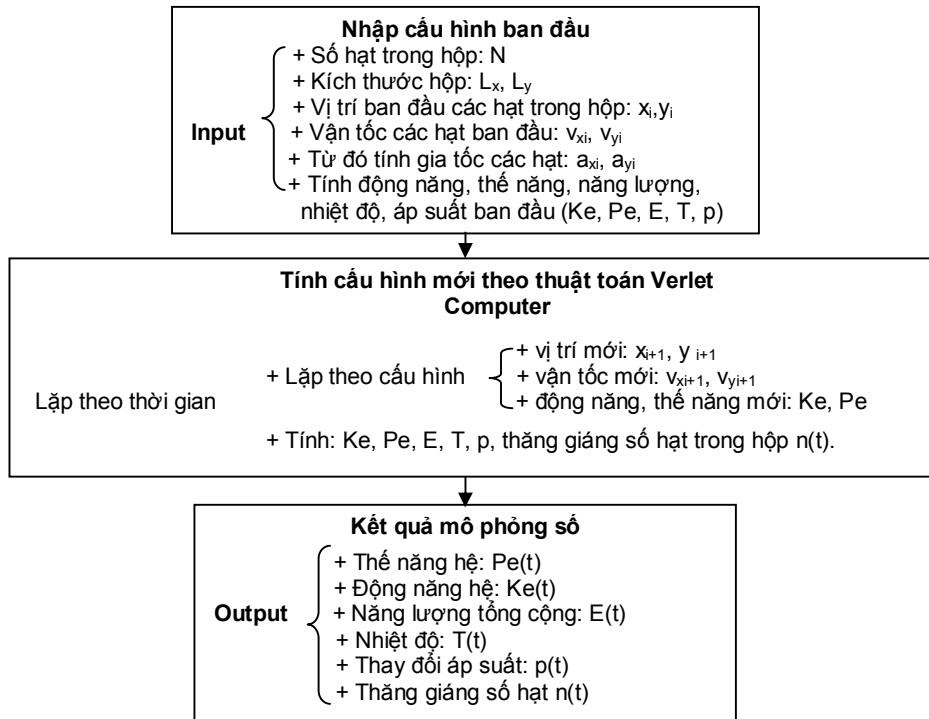 Nhập cấu hình ban đầu
+ Số hạt trong hộp: N
+ Kích thước hộp: Lₓ, Lᵧ
+ Vị trí ban đầu các hạt trong hộp: xᵢ,yᵢ
Input
+ Vận tốc các hạt ban đầu: vₓᵢ, vᵧᵢ
+ Từ đó tính gia tốc các hạt: aₓᵢ, aᵧᵢ
+ Tính động năng, thế năng, năng lượng,
nhiệt độ, áp suất ban đầu (Ke, Pe, E, T, p)
Tính cấu hình mới theo thuật toán Verlet
Computer
+ vị trí mới: xᵢ₊₁, y ᵢ₊₁
+ Lặp theo cấu hình
+ vận tốc mới: vₓᵢ₊₁, vᵧᵢ₊₁
Lặp theo thời gian
+ động năng, thế năng mới: Ke, Pe
+ Tính: Ke, Pe, E, T, p, thăng giáng số hạt trong hộp n(t).
Kết quả mô phỏng số
+ Thế năng hệ: Pe(t)
+ Động năng hệ: Ke(t)
Output
+ Năng lượng tổng cộng: E(t)
+ Nhiệt độ: T(t)
+ Thay đổi áp suất: p(t)
+ Thăng giáng số hạt n(t)